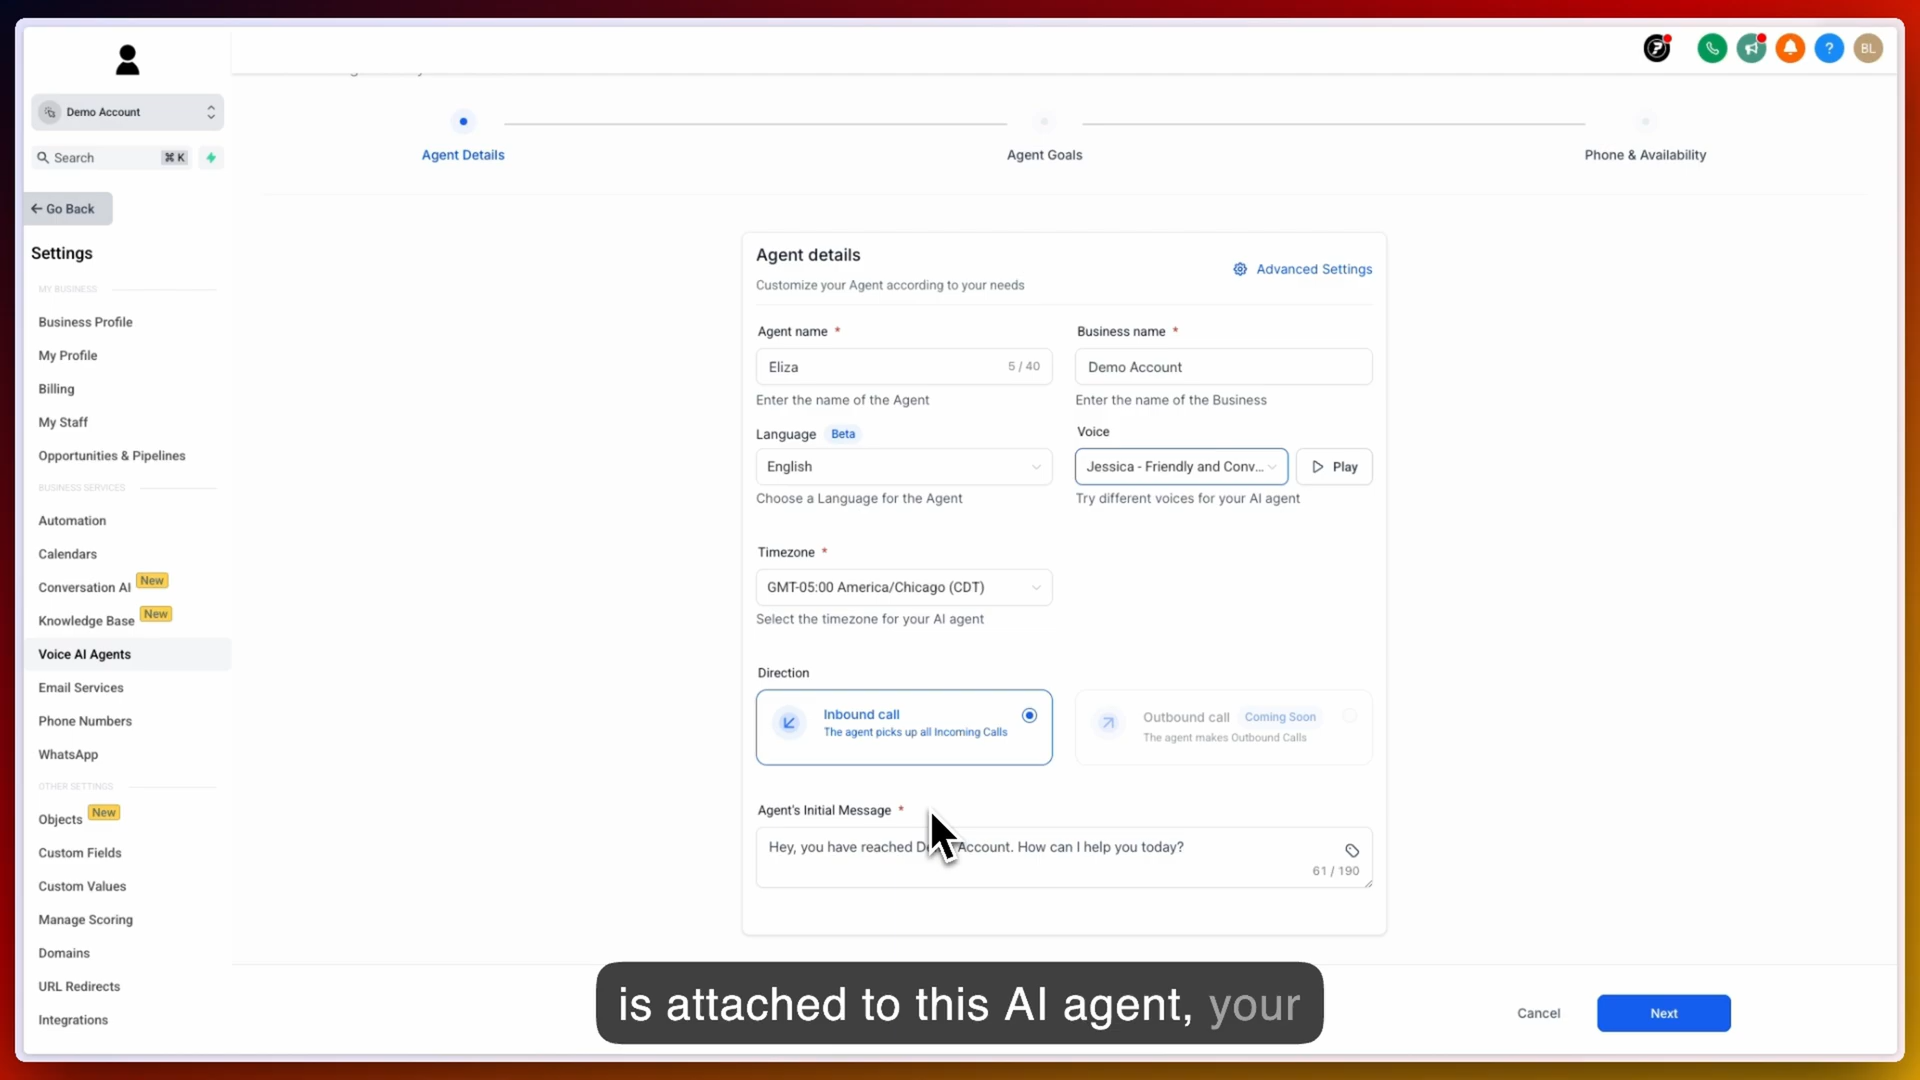 Demo Account
Search
⌘ K
Go Back
Settings
MY BUSINESS
Business Profile
My Profile
Billing
My Staff
Opportunities & Pipelines
BUSINESS SERVICES
Automation
Calendars
Conversation AI New
Knowledge Base New
Voice AI Agents
Email Services
Phone Numbers
WhatsApp
OTHER SETTINGS
Objects New
Custom Fields
Custom Values
Manage Scoring
Domains
URL Redirects
Integrations
?
BL
Agent Details
Agent Goals
Phone & Availability
Agent details
Customize your Agent according to your needs
Advanced Settings
Agent name *
Eliza
5 / 40
Enter the name of the Agent
Business name *
Demo Account
Enter the name of the Business
Language Beta
English
Choose a Language for the Agent
Voice
Jessica - Friendly and Conv...
Play
Try different voices for your AI agent
Timezone *
GMT-05:00 America/Chicago (CDT)
Select the timezone for your AI agent
Direction
Inbound call
The agent picks up all Incoming Calls
Outbound call Coming Soon
The agent makes Outbound Calls
Agent's Initial Message *
Hey, you have reached D Account. How can I help you today?
61 / 190
is attached to this AI agent, your
Cancel
Next